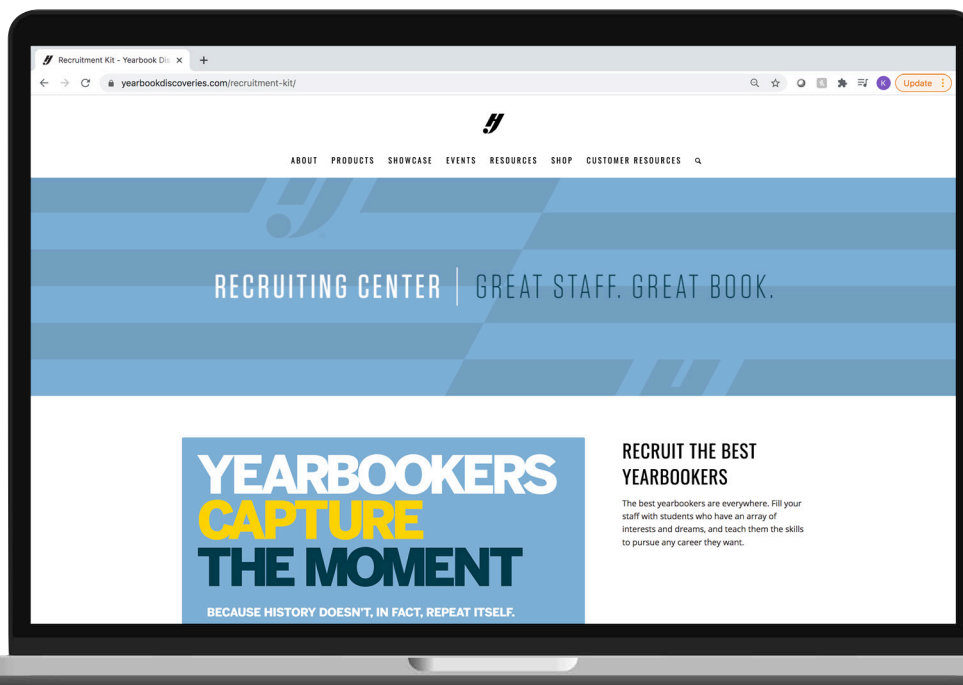 Recruitment Kit - Yearbook Dis
yearbookdiscoveries.com/recruitment-kit/
K
Update
ABOUT PRODUCTS SHOWCASE EVENTS RESOURCES SHOP CUSTOMER RESOURCES
RECRUITING CENTER | GREAT STAFF. GREAT BOOK.
YEARBOOKERS
CAPTURE
THE MOMENT
BECAUSE HISTORY DOESN'T, IN FACT, REPEAT ITSELF.
RECRUIT THE BEST
YEARBOOKERS
The best yearbookers are everywhere. Fill your
staff with students who have an array of
interests and dreams, and teach them the skills
to pursue any career they want.